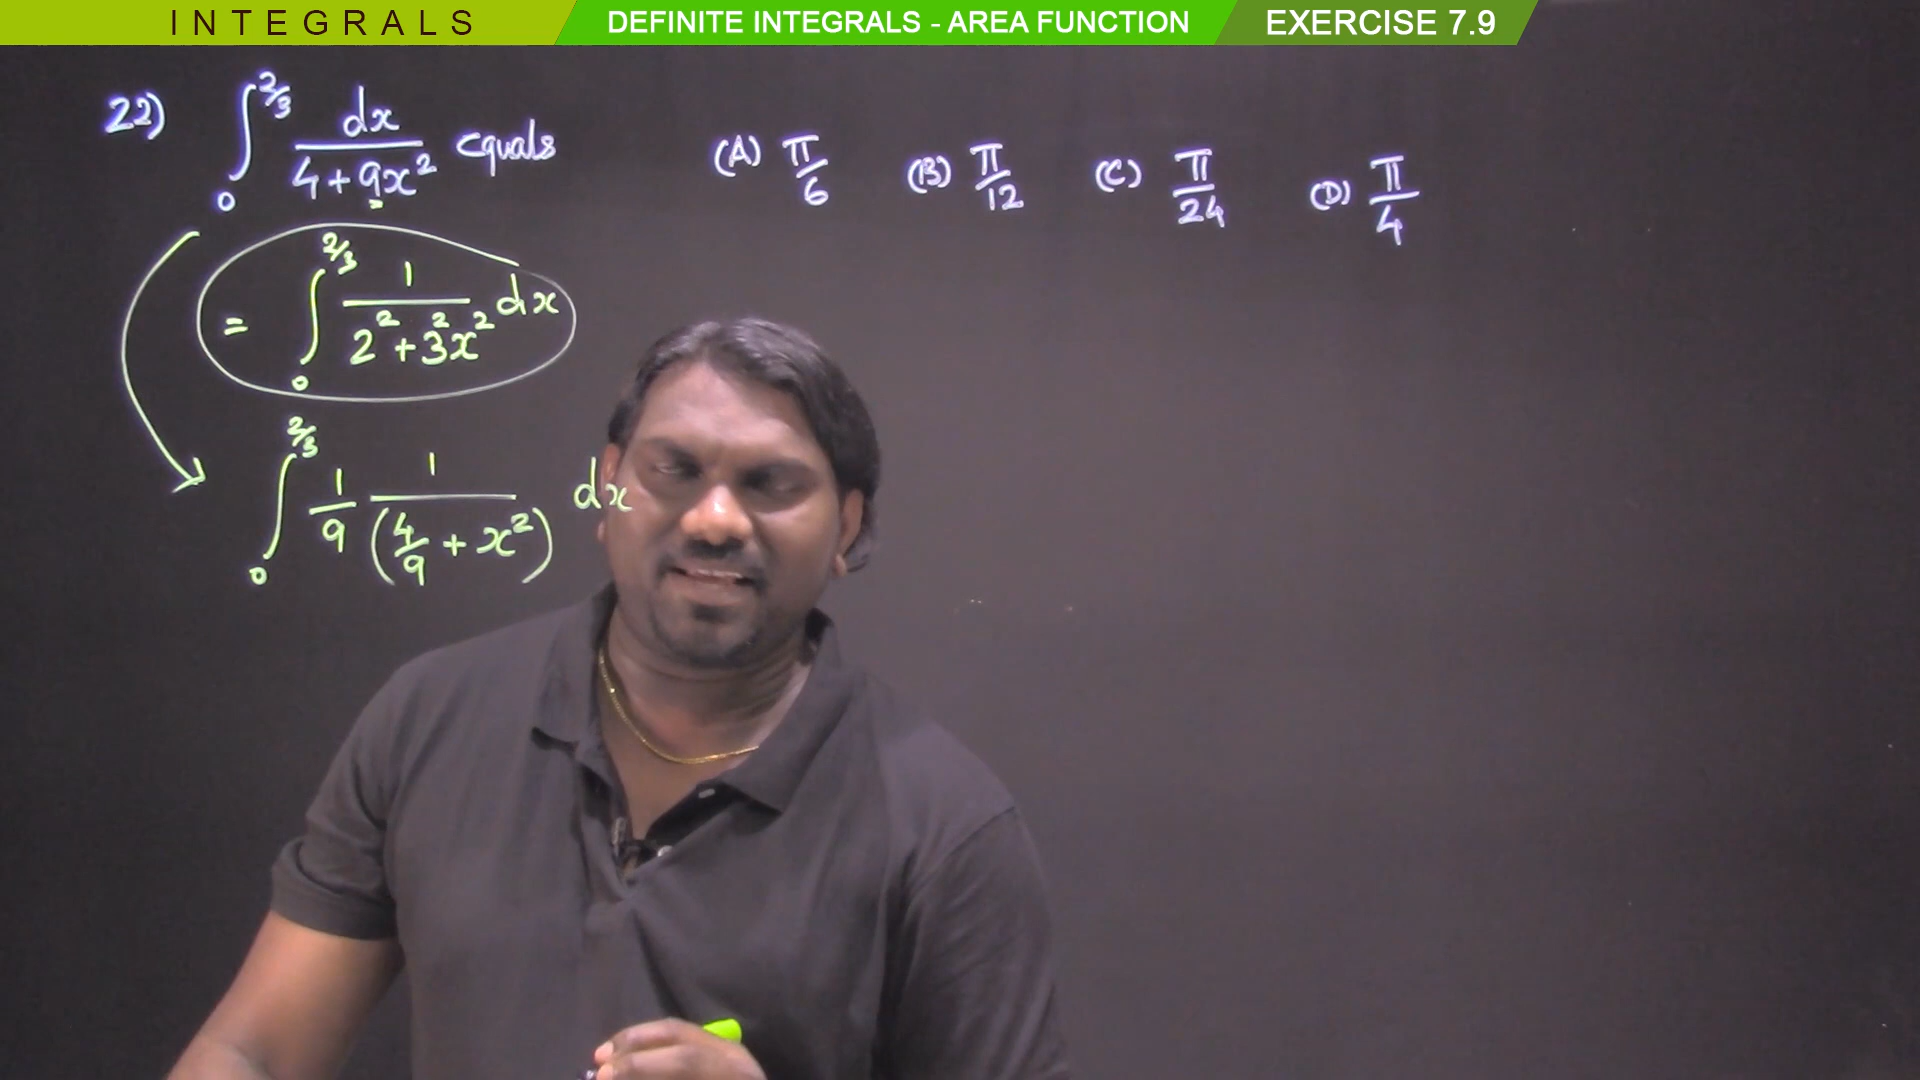 INTEGRALS DEFINITE INTEGRALS - AREA FUNCTION EXERCISE 7.9
22) ∫₀^{2/3} dx/(4+9x²) equals (A) π/6 (B) π/12 (C) π/24 (D) π/4
= ∫₀^{2/3} 1/(2²+3²x²) dx
∫₀^{2/3} 1/9 1/(4/9 + x²) dx